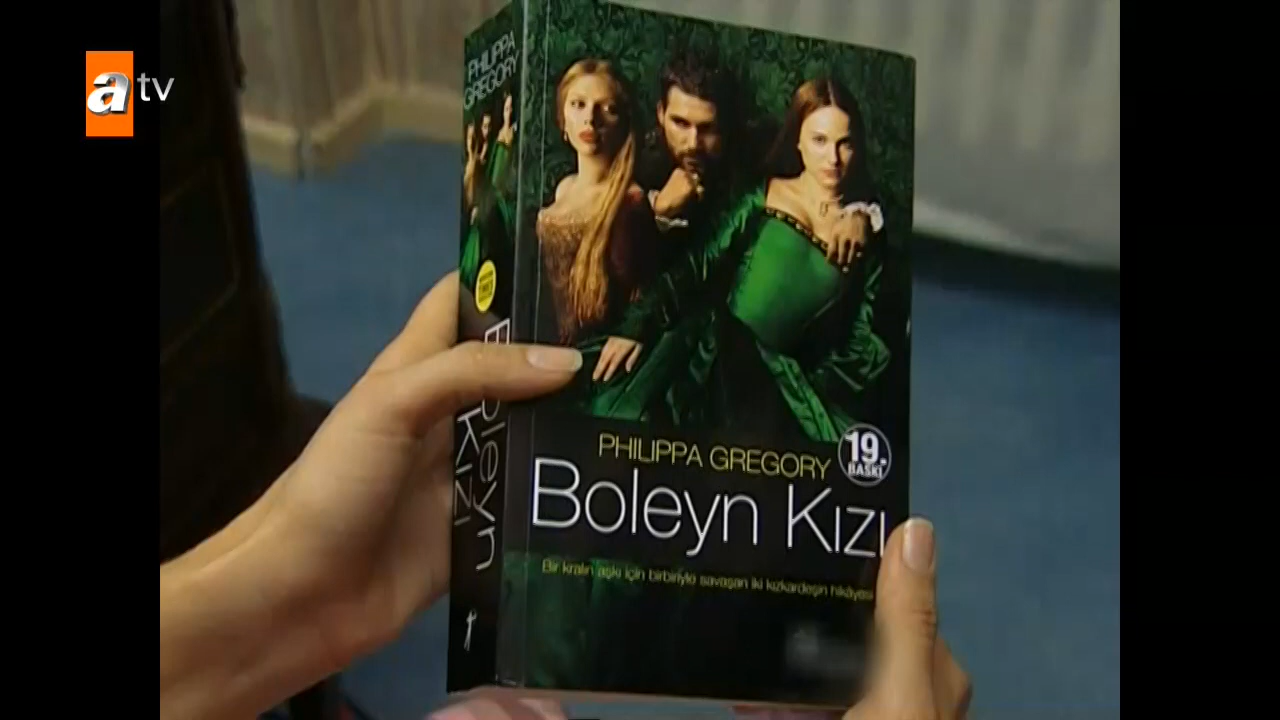 atv
PHILIPPA
GREGORY
Boleyn
Kızı
PHILIPPA GREGORY
19.
BASKI
Boleyn Kızı
Bir kralın aşkı için birbiriyle savaşan iki kızkardeşin hikâyesi